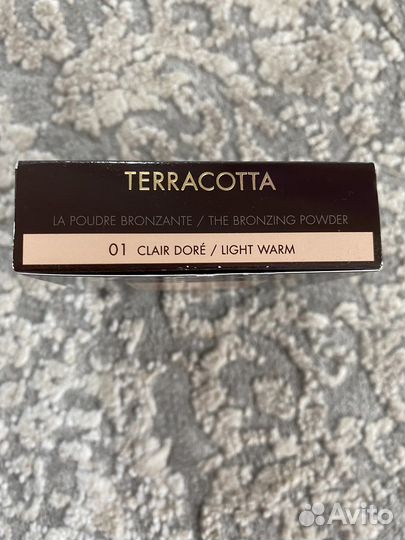 TERRACOTTA
LA POUDRE BRONZANTE / THE BRONZING POWDER
01 CLAIR DORÉ / LIGHT WARM
Avito